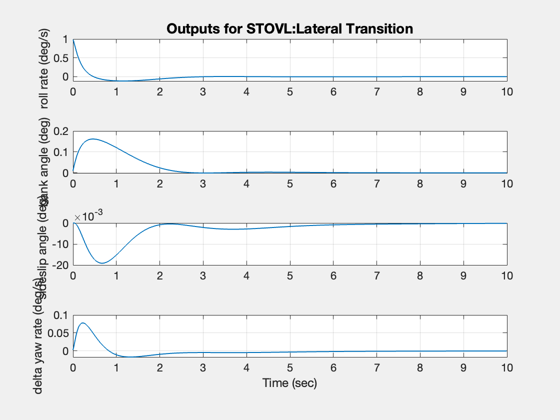 Outputs for STOVL:Lateral Transition
roll rate (deg/s)
1
0.5
0
0 1 2 3 4 5 6 7 8 9 10
bank angle (deg)
0.2
0.1
0
0 1 2 3 4 5 6 7 8 9 10
sideslip angle (deg)
×10⁻³
0
-10
-20
0 1 2 3 4 5 6 7 8 9 10
delta yaw rate (deg/s)
0.1
0.05
0
0 1 2 3 4 5 6 7 8 9 10
Time (sec)